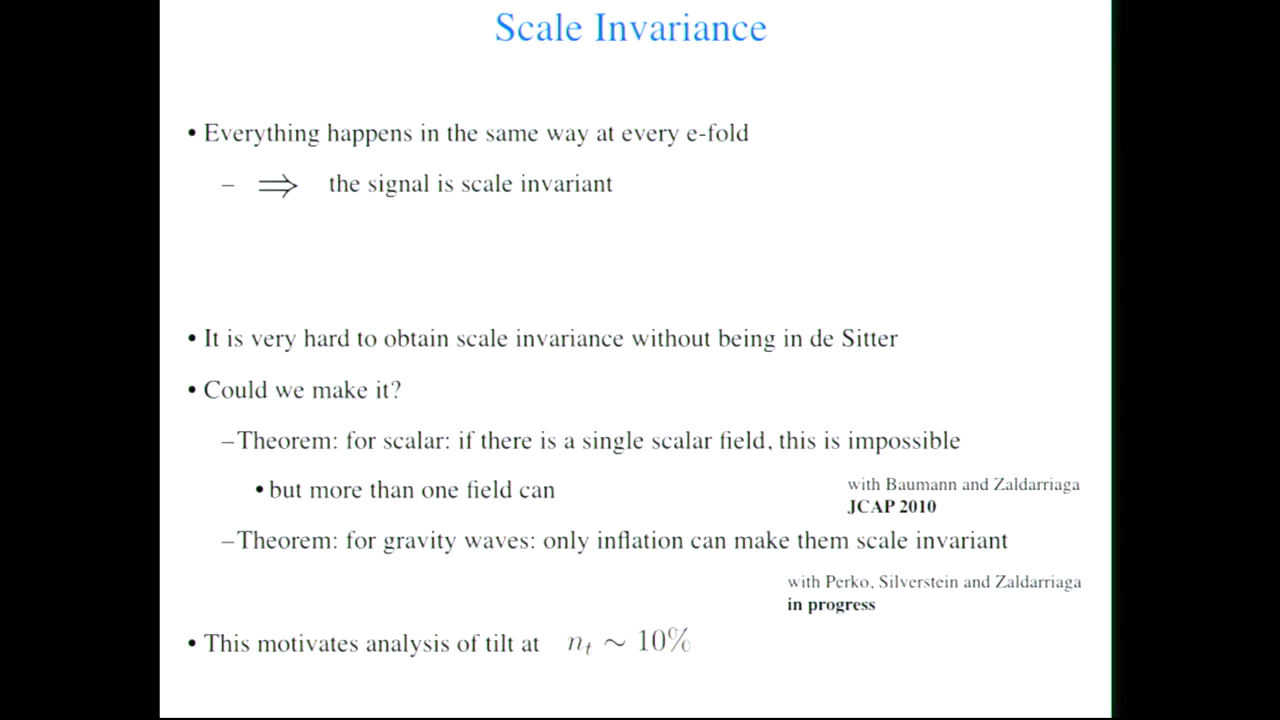 Scale Invariance
• Everything happens in the same way at every e-fold
– ⟹ the signal is scale invariant
• It is very hard to obtain scale invariance without being in de Sitter
• Could we make it?
–Theorem: for scalar: if there is a single scalar field, this is impossible
• but more than one field can
with Baumann and Zaldarriaga
JCAP 2010
–Theorem: for gravity waves: only inflation can make them scale invariant
with Perko, Silverstein and Zaldarriaga
in progress
• This motivates analysis of tilt at n_t ∼ 10%